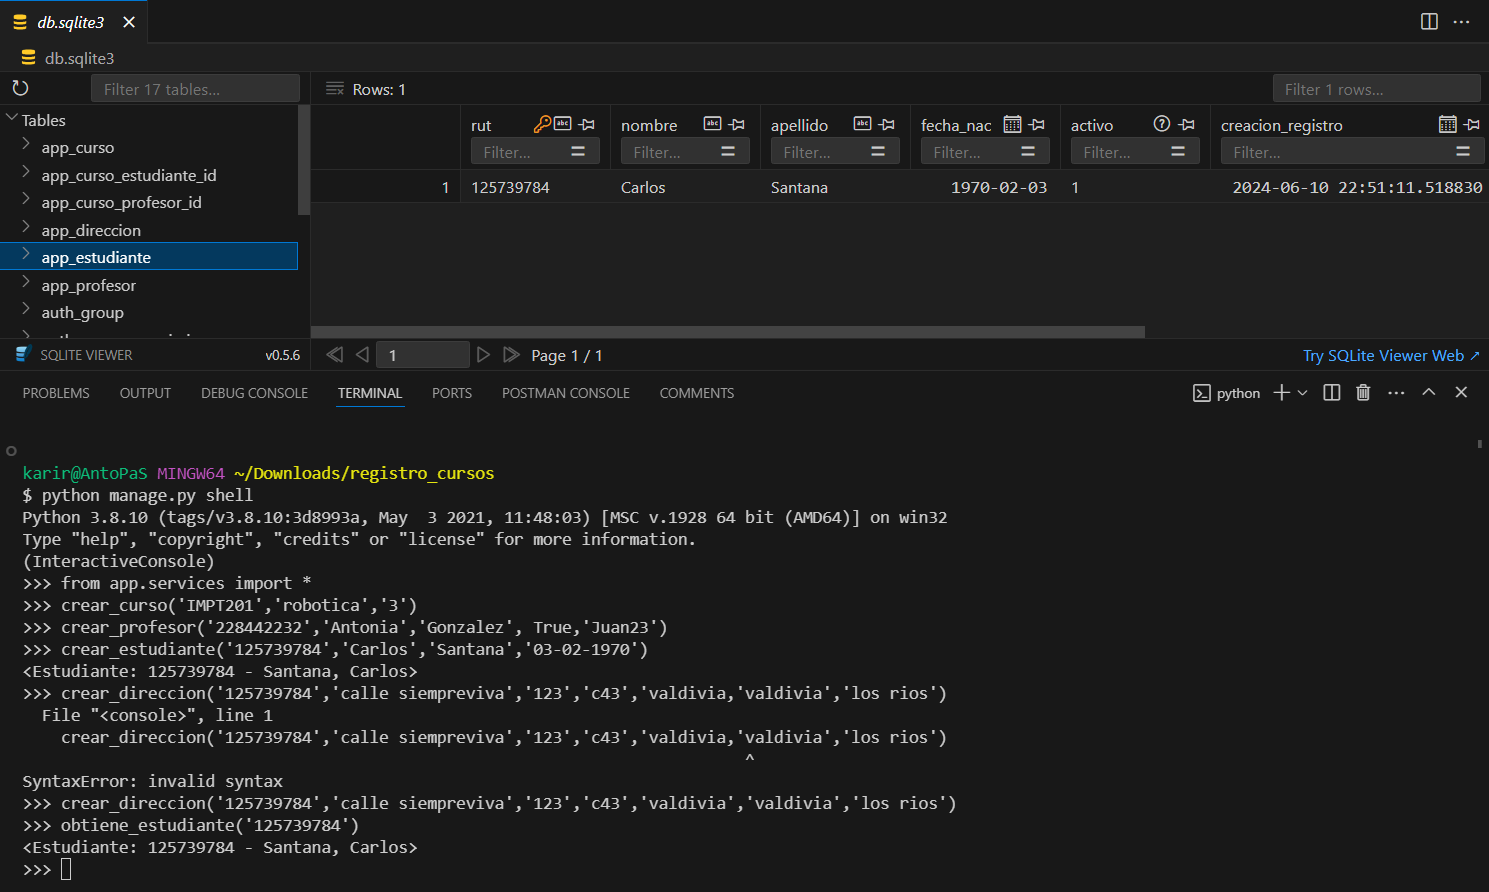 db.sqlite3
db.sqlite3
Filter 17 tables...
Rows: 1
Filter 1 rows...
Tables
app_curso
app_curso_estudiante_id
app_curso_profesor_id
app_direccion
app_estudiante
app_profesor
auth_group
rut nombre apellido fecha_nac activo creacion_registro
Filter... Filter... Filter... Filter... Filter... Filter...
1 125739784 Carlos Santana 1970-02-03 1 2024-06-10 22:51:11.518830
SQLITE VIEWER v0.5.6
1 Page 1 / 1
Try SQLite Viewer Web ↗
PROBLEMS OUTPUT DEBUG CONSOLE TERMINAL PORTS POSTMAN CONSOLE COMMENTS
python
karir@AntoPaS MINGW64 ~/Downloads/registro_cursos
$ python manage.py shell
Python 3.8.10 (tags/v3.8.10:3d8993a, May  3 2021, 11:48:03) [MSC v.1928 64 bit (AMD64)] on win32
Type "help", "copyright", "credits" or "license" for more information.
(InteractiveConsole)
>>> from app.services import *
>>> crear_curso('IMPT201','robotica','3')
>>> crear_profesor('228442232','Antonia','Gonzalez', True,'Juan23')
>>> crear_estudiante('125739784','Carlos','Santana','03-02-1970')
<Estudiante: 125739784 - Santana, Carlos>
>>> crear_direccion('125739784','calle siempreviva','123','c43','valdivia,'valdivia','los rios')
  File "<console>", line 1
    crear_direccion('125739784','calle siempreviva','123','c43','valdivia,'valdivia','los rios')
^
SyntaxError: invalid syntax
>>> crear_direccion('125739784','calle siempreviva','123','c43','valdivia','valdivia','los rios')
>>> obtiene_estudiante('125739784')
<Estudiante: 125739784 - Santana, Carlos>
>>>